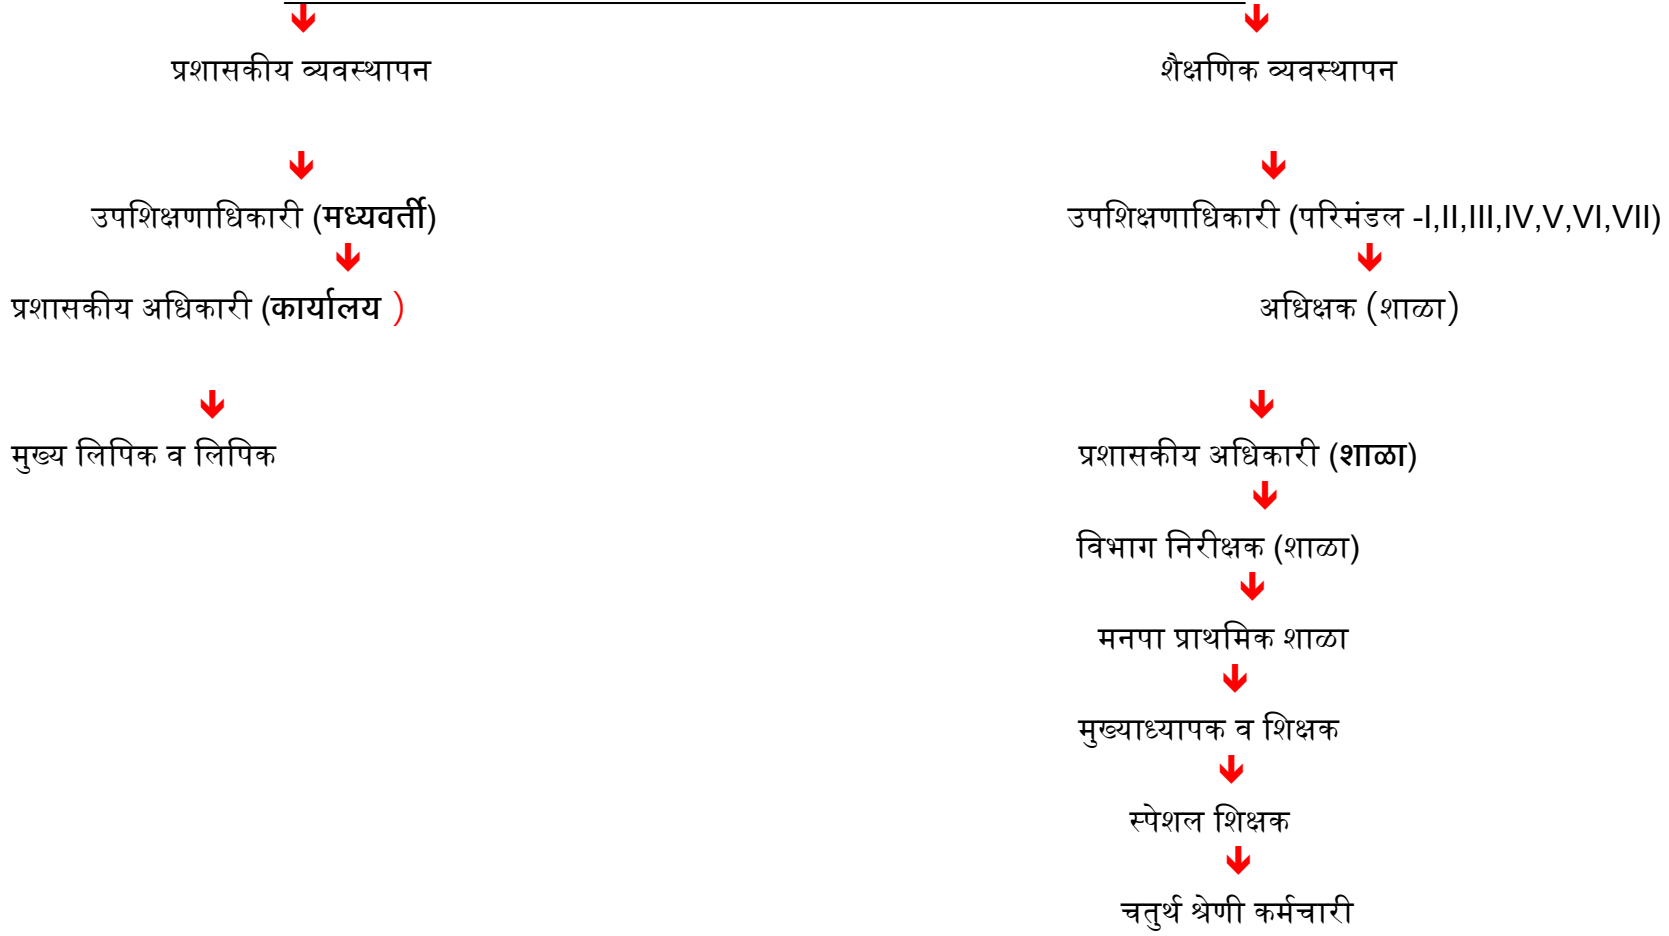 प्रशासकीय व्यवस्थापन
शैक्षणिक व्यवस्थापन
उपशिक्षणाधिकारी (मध्यवर्ती)
उपशिक्षणाधिकारी (परिमंडल -I,II,III,IV,V,VI,VII)
प्रशासकीय अधिकारी (कार्यालय )
अधिक्षक (शाळा)
मुख्य लिपिक व लिपिक
प्रशासकीय अधिकारी (शाळा)
विभाग निरीक्षक (शाळा)
मनपा प्राथमिक शाळा
मुख्याध्यापक व शिक्षक
स्पेशल शिक्षक
चतुर्थ श्रेणी कर्मचारी